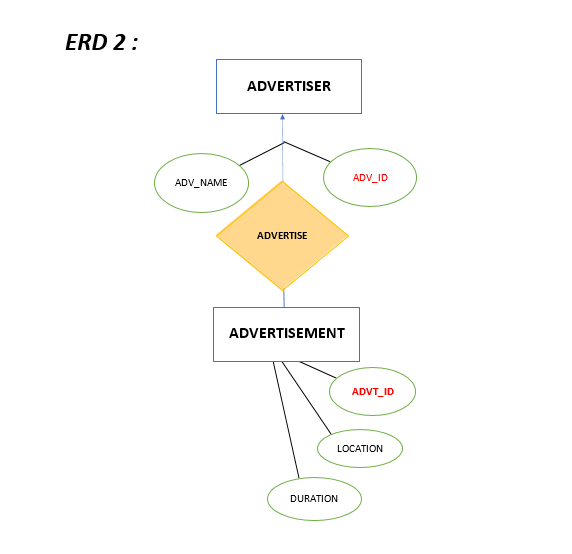 ERD 2 :
ADVERTISER
ADV_NAME
ADV_ID
ADVERTISE
ADVERTISEMENT
ADVT_ID
LOCATION
DURATION